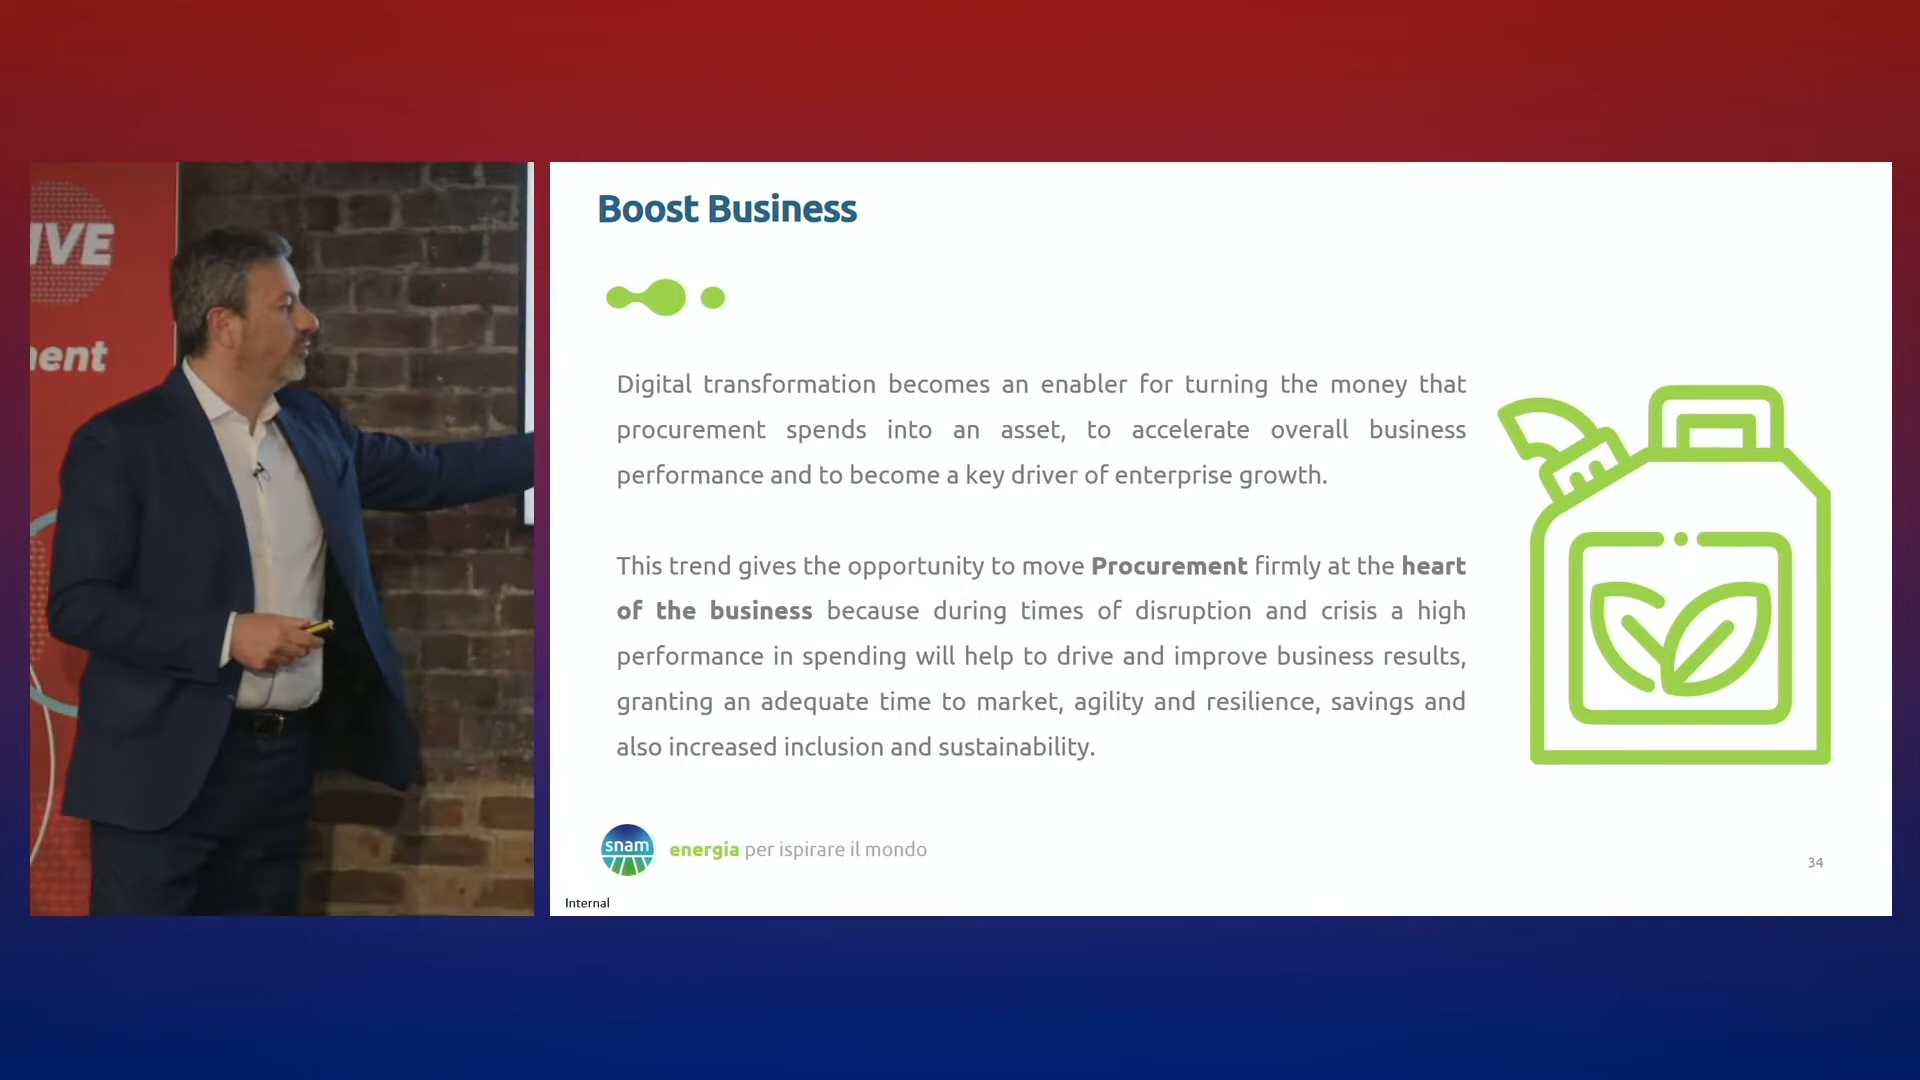 IVE
ent
Boost Business
Digital transformation becomes an enabler for turning the money that
procurement spends into an asset, to accelerate overall business
performance and to become a key driver of enterprise growth.
This trend gives the opportunity to move Procurement firmly at the heart
of the business because during times of disruption and crisis a high
performance in spending will help to drive and improve business results,
granting an adequate time to market, agility and resilience, savings and
also increased inclusion and sustainability.
snam
energia per ispirare il mondo
34
Internal